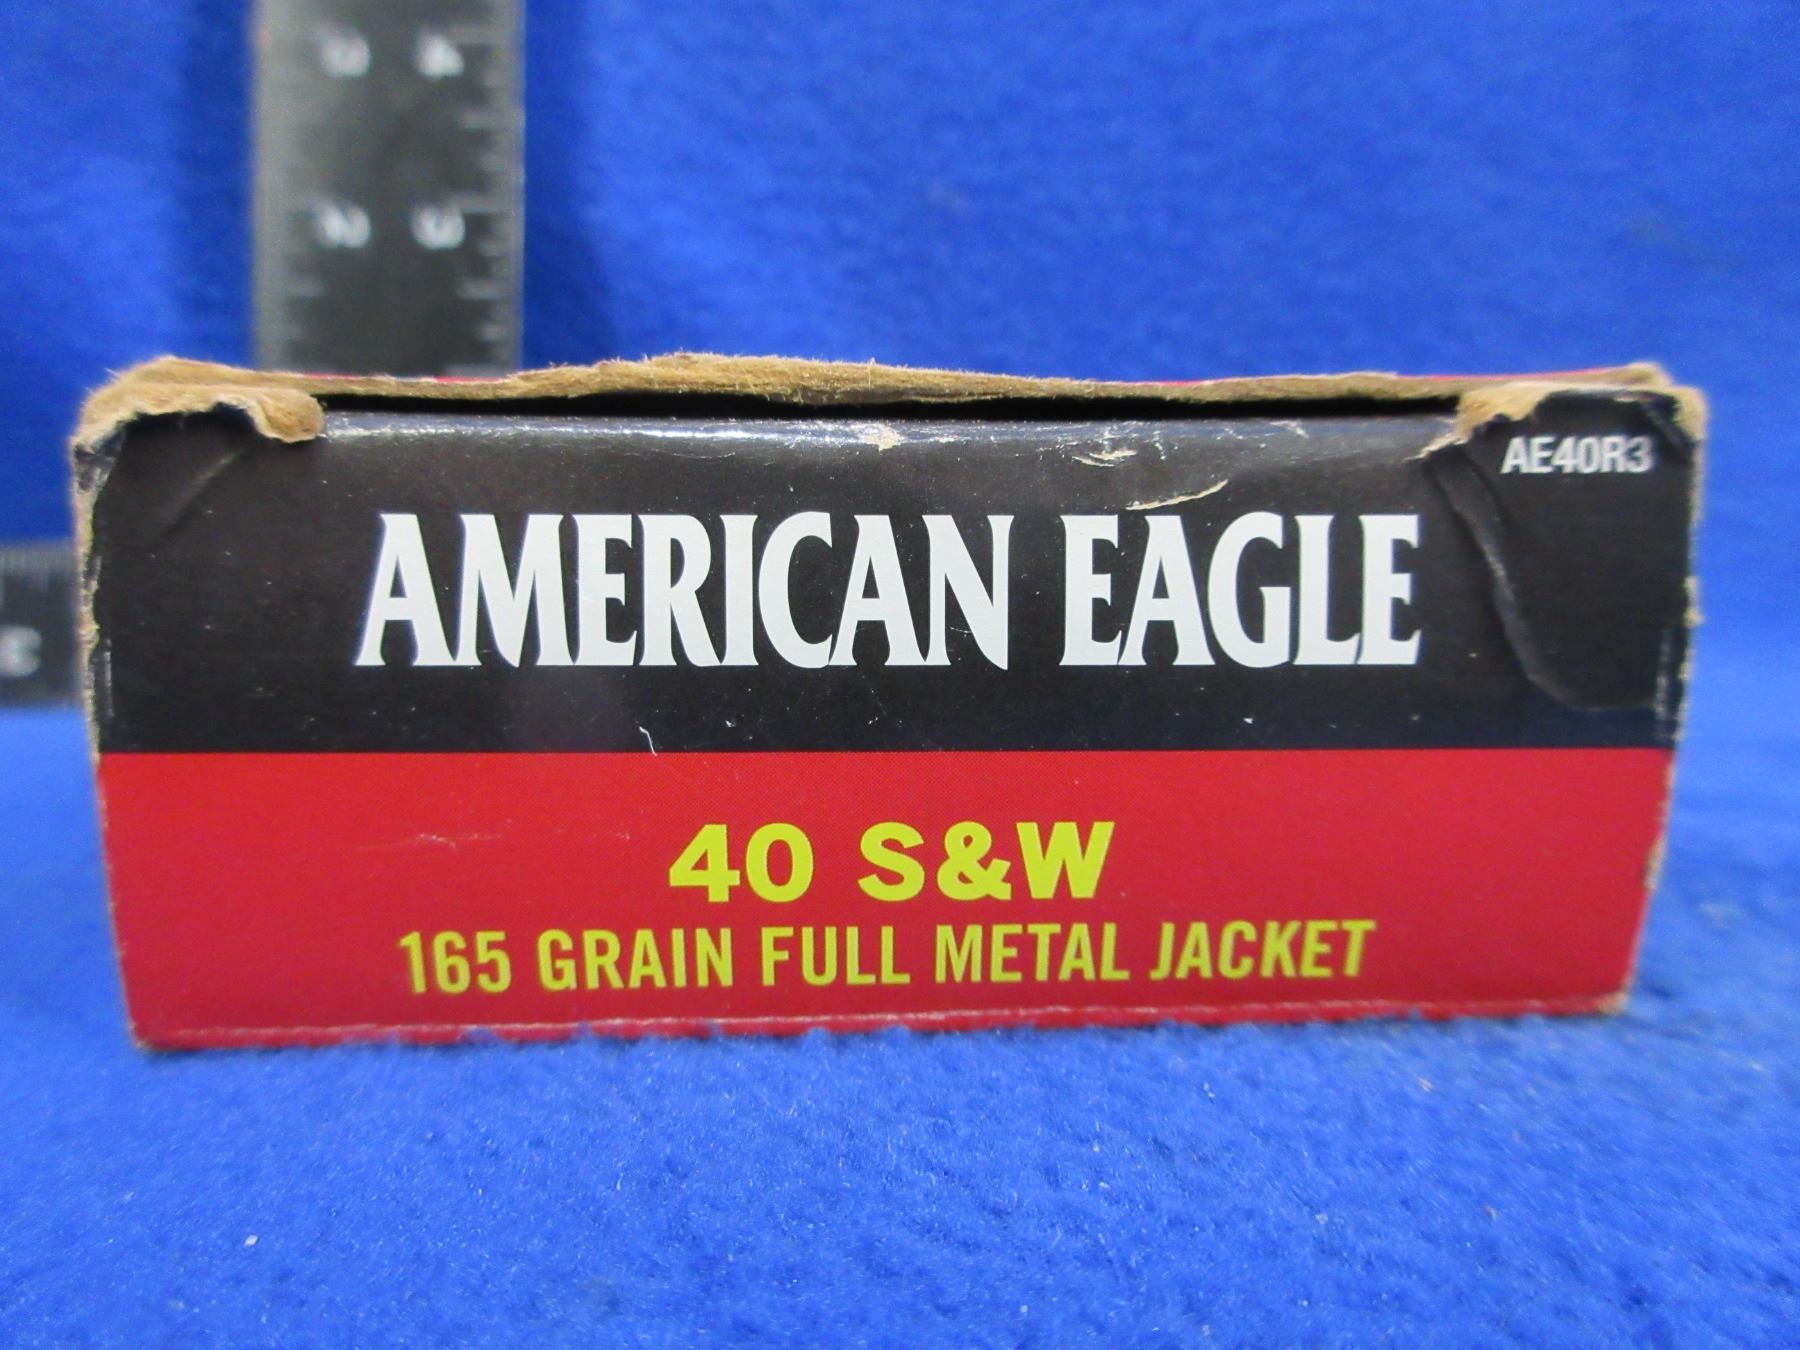 AE40R3
AMERICAN EAGLE
40 S&W
165 GRAIN FULL METAL JACKET